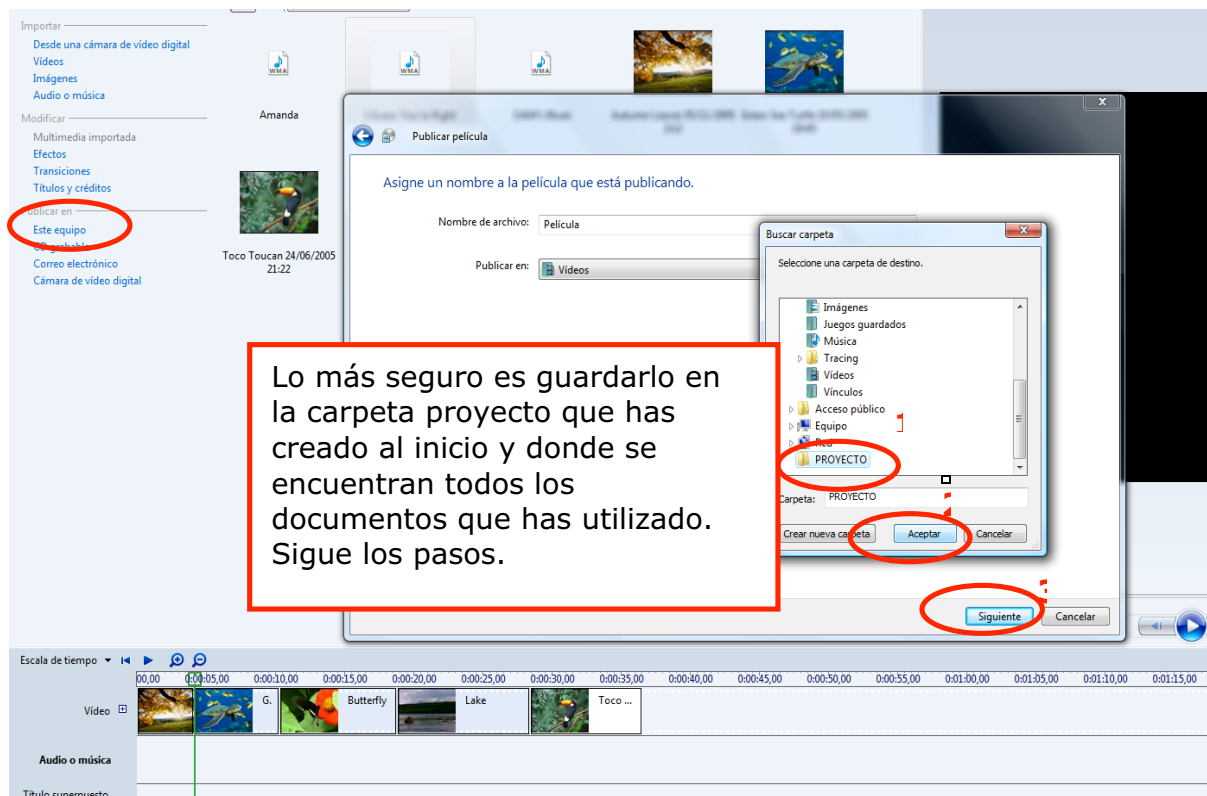 Importar
Desde una cámara de vídeo digital
Vídeos
Imágenes
Audio o música
Modificar
Multimedia importada
Efectos
Transiciones
Títulos y créditos
Publicar en
Este equipo
Correo electrónico
Cámara de vídeo digital
WMA
WMA
WMA
Amanda
Toco Toucan 24/06/2005
21:22
X
Publicar película
Asigne un nombre a la película que está publicando.
Nombre de archivo: Película
Publicar en: Vídeos
Buscar carpeta
Seleccione una carpeta de destino.
Imágenes
Juegos guardados
Música
Tracing
Vídeos
Vínculos
Acceso público
Equipo
1
Red
PROYECTO
Carpeta: PROYECTO
Crear nueva carpeta Aceptar Cancelar
Lo más seguro es guardarlo en
la carpeta proyecto que has
creado al inicio y donde se
encuentran todos los
documentos que has utilizado.
Sigue los pasos.
Siguiente Cancelar
Escala de tiempo
00,00 0:00:05,00 0:00:10,00 0:00:15,00 0:00:20,00 0:00:25,00 0:00:30,00 0:00:35,00 0:00:40,00 0:00:45,00 0:00:50,00 0:00:55,00 0:01:00,00 0:01:05,00 0:01:10,00 0:01:15,00
Vídeo G. Butterfly Lake Toco ...
Audio o música
Título superpuesto